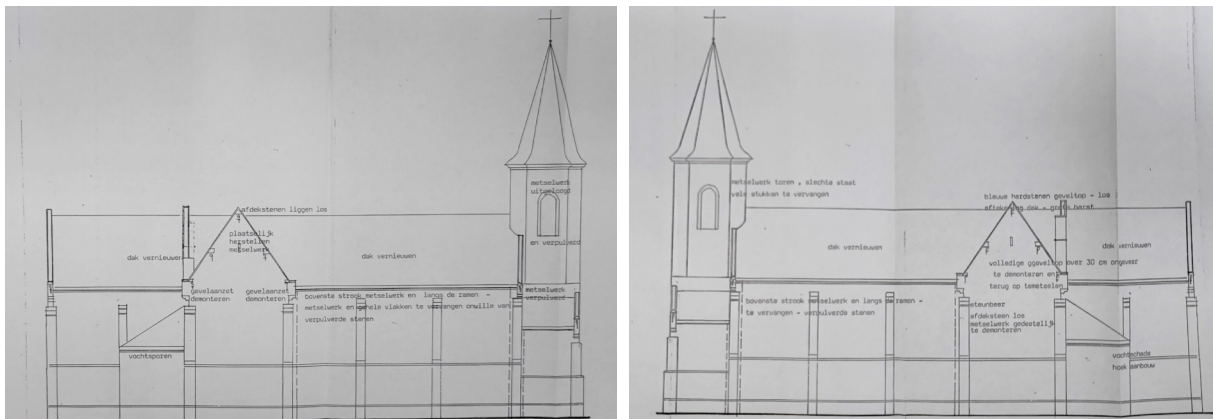 afdekstenen liggen los
plaatselijk
herstellen
metselwerk
dak vernieuwen
dak vernieuwen
metselwerk
uitgeloogd
en verpulverd
gevelaanzet
demonteren
gevelaanzet
demonteren
metselwerk
verpulverd
bovenste strook metselwerk en langs de ramen -
metselwerk en gehele vlakken te vervangen onwille van
verpulverde stenen
vochtsporen
metselwerk toren , slechte staat
vele stukken te vervangen
blauwe hardstenen geveltop - los
dak -
dak vernieuwen
dak vernieuwen
volledige ggeveltop over 30 cm ongeveer
te demonteren en
terug op temetselen
bovenste strook metselwerk en langs de ramen -
te vervangen - verpulverde stenen
steunbeer
afdeksteen los
metselwerk gedeeltelijk
te demonteren
vochtschade
hoek aanbouw